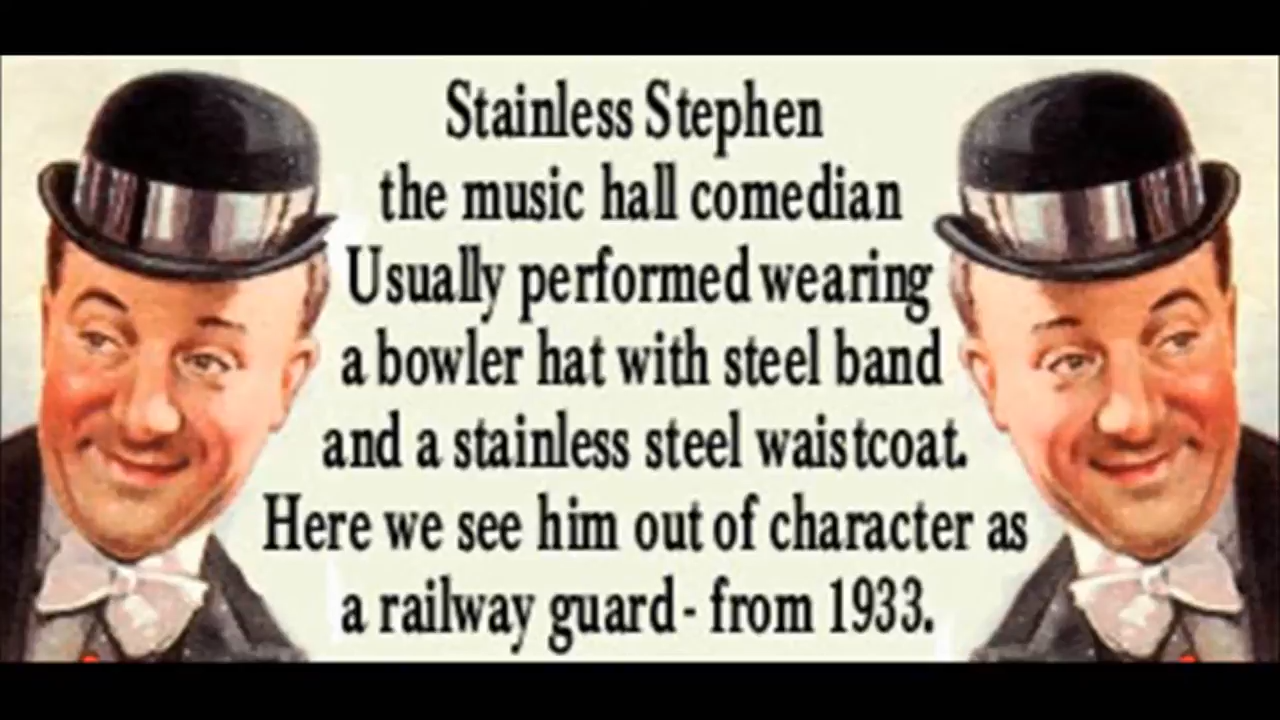 Stainless Stephen
the music hall comedian
Usually performed wearing
a bowler hat with steel band
and a stainless steel waistcoat.
Here we see him out of character as
a railway guard - from 1933.